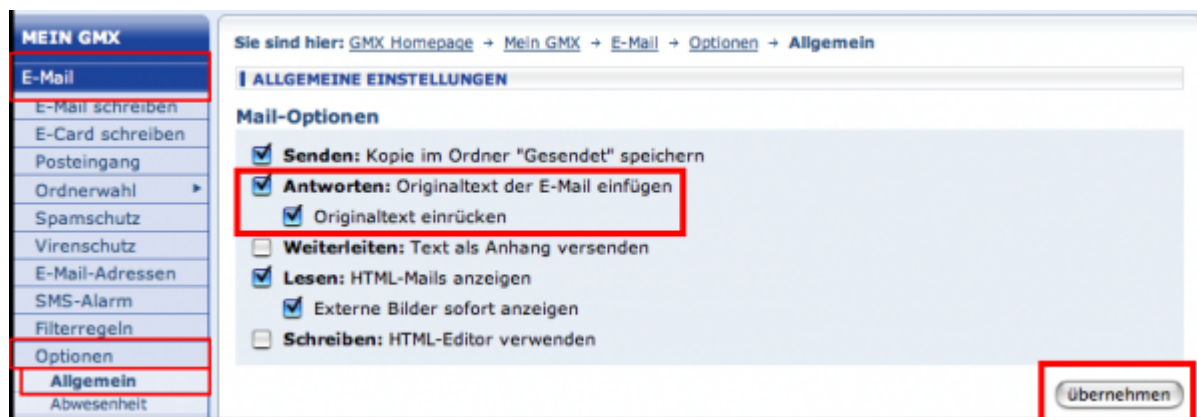 MEIN GMX
E-Mail
E-Mail schreiben
E-Card schreiben
Posteingang
Ordnerwahl
Spamschutz
Virenschutz
E-Mail-Adressen
SMS-Alarm
Filterregeln
Optionen
Allgemein
Abwesenheit
Sie sind hier: GMX Homepage → Mein GMX → E-Mail → Optionen → Allgemein
ALLGEMEINE EINSTELLUNGEN
Mail-Optionen
Senden: Kopie im Ordner "Gesendet" speichern
Antworten: Originaltext der E-Mail einfügen
Originaltext einrücken
Weiterleiten: Text als Anhang versenden
Lesen: HTML-Mails anzeigen
Externe Bilder sofort anzeigen
Schreiben: HTML-Editor verwenden
übernehmen